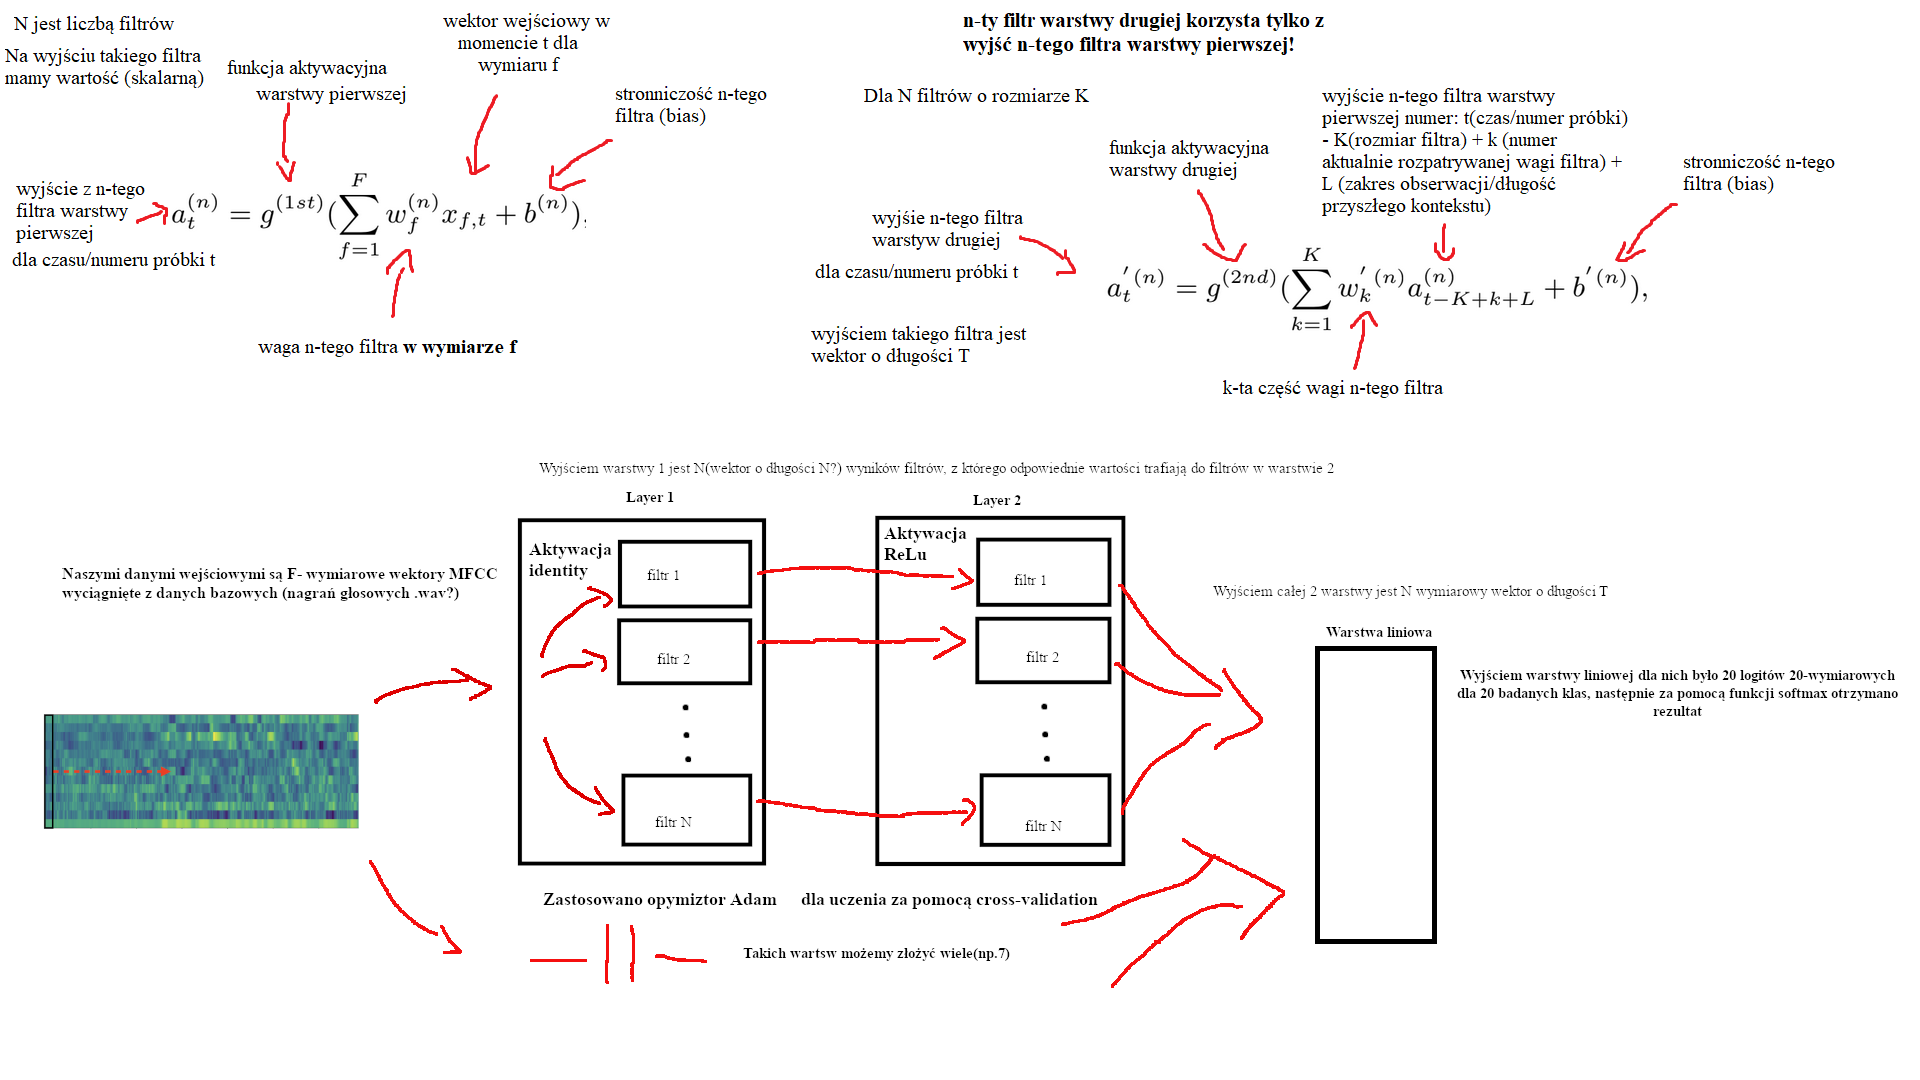 N jest liczbą filtrów
Na wyjściu takiego filtra
mamy wartość (skalarną)
funkcja aktywacyjna
warstwy pierwszej
wektor wejściowy w
momencie t dla
wymiaru f
stronniczość n-tego
filtra (bias)
wyjście z n-tego
filtra warstwy
pierwszej
dla czasu/numeru próbki t
a_t^{(n)} = g^{(1st)}(∑_{f=1}^{F} w_f^{(n)} x_{f,t} + b^{(n)}),
waga n-tego filtra w wymiarze f
n-ty filtr warstwy drugiej korzysta tylko z
wyjść n-tego filtra warstwy pierwszej!
Dla N filtrów o rozmiarze K
funkcja aktywacyjna
warstwy drugiej
wyjście n-tego filtra warstwy
pierwszej numer: t(czas/numer próbki)
- K(rozmiar filtra) + k (numer
aktualnie rozpatrywanej wagi filtra) +
L (zakres obserwacji/długość
przyszłego kontekstu)
stronniczość n-tego
filtra (bias)
wyjśie n-tego filtra
warstyw drugiej
dla czasu/numeru próbki t
a_t^{'(n)} = g^{(2nd)}(∑_{k=1}^{K} w_k^{'(n)} a_{t-K+k+L}^{(n)} + b^{'(n)}),
wyjściem takiego filtra jest
wektor o długości T
k-ta część wagi n-tego filtra
Wyjściem warstwy 1 jest N(wektor o długości N?) wyników filtrów, z którego odpowiednie wartości trafiają do filtrów w warstwie 2
Layer 1
Layer 2
Aktywacja
identity
filtr 1
filtr 2
filtr N
Aktywacja
ReLu
filtr 1
filtr 2
filtr N
Naszymi danymi wejściowymi są F- wymiarowe wektory MFCC
wyciągnięte z danych bazowych (nagrań głosowych .wav?)
Wyjściem całej 2 warstwy jest N wymiarowy wektor o długości T
Warstwa liniowa
Wyjściem warstwy liniowej dla nich było 20 logitów 20-wymiarowych
dla 20 badanych klas, następnie za pomocą funkcji softmax otrzymano
rezultat
Zastosowano opymiztor Adam dla uczenia za pomocą cross-validation
Takich wartsw możemy złożyć wiele(np.7)